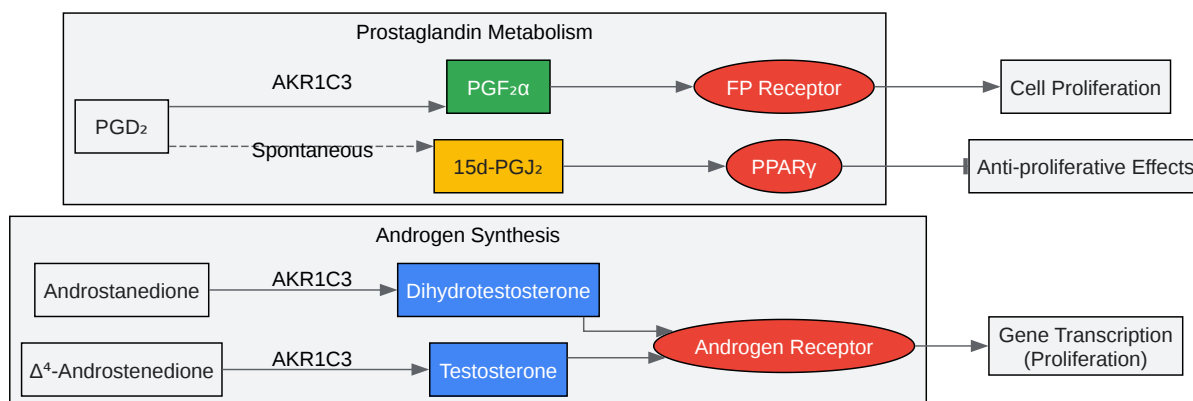 Prostaglandin Metabolism
AKR1C3
PGF₂α
FP Receptor
Cell Proliferation
PGD₂
Spontaneous
15d-PGJ₂
PPARγ
Anti-proliferative Effects
Androgen Synthesis
Androstanedione
AKR1C3
Dihydrotestosterone
Androgen Receptor
Gene Transcription
(Proliferation)
Δ⁴-Androstenedione
AKR1C3
Testosterone